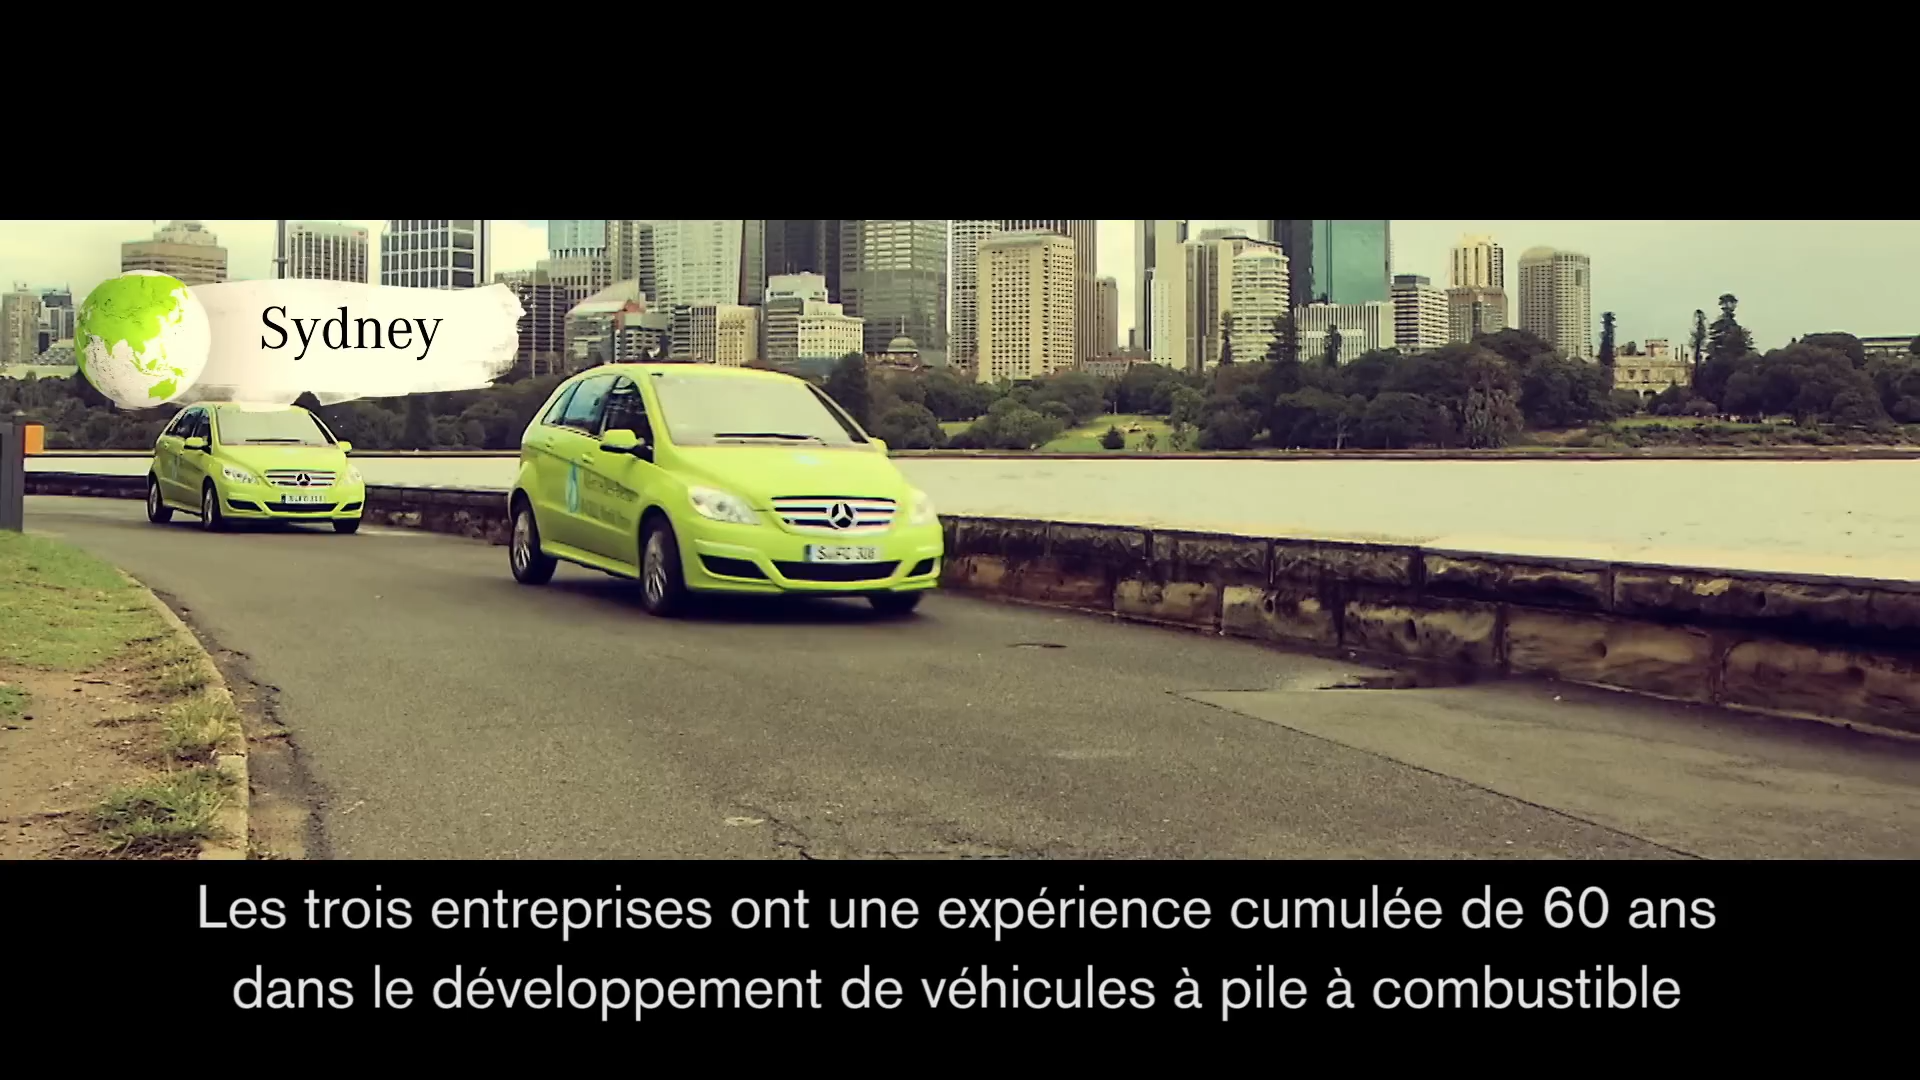 Sydney
Les trois entreprises ont une expérience cumulée de 60 ans
dans le développement de véhicules à pile à combustible